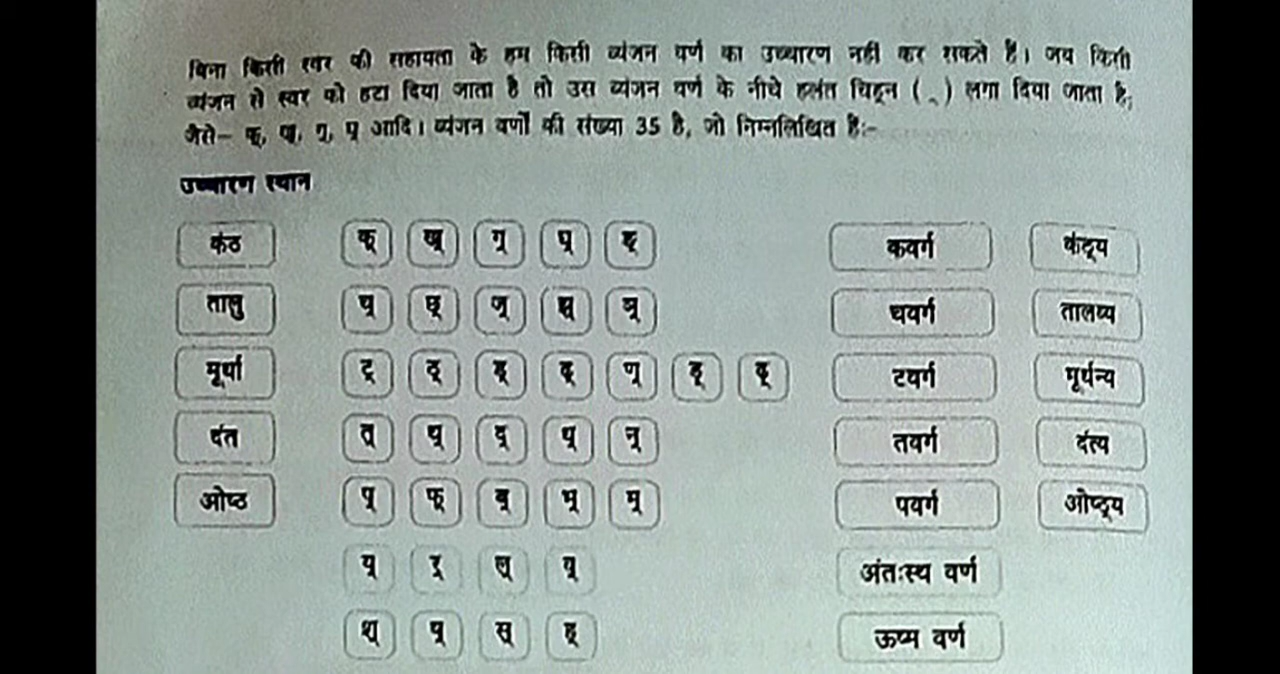 बिना किसी स्वर की सहायता के हम किसी व्यंजन वर्ण का उच्चारण नहीं कर सकते हैं। जब किसी
व्यंजन से स्वर को हटा दिया जाता है तो उस व्यंजन वर्ण के नीचे हलंत चिह्न (्) लगा दिया जाता है;
जैसे– क्, ख्, ग्, घ् आदि। व्यंजन वर्णों की संख्या 35 है, जो निम्नलिखित है:–
उच्चारण स्थान
कंठ क् ख् ग् घ् ङ् कवर्ग कंठ्य
तालु च् छ् ज् झ् ञ् चवर्ग तालव्य
मूर्धा ट् ठ् ड् ढ् ण् ड़् ढ़् टवर्ग मूर्धन्य
दंत त् थ् द् ध् न् तवर्ग दंत्य
ओष्ठ प् फ् ब् भ् म् पवर्ग ओष्ठ्य
य् र् ल् व् अंतःस्थ वर्ण
श् ष् स् ह् ऊष्म वर्ण